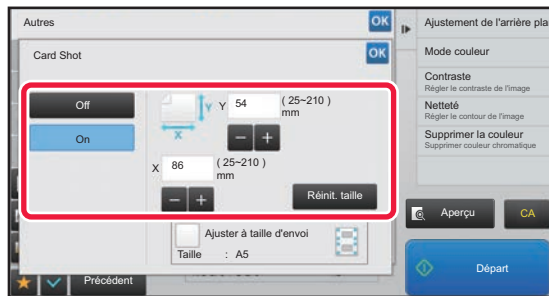 Autres
OK
Card Shot
OK
Off
On
Y
X
Y 54 ( 25~210 )
mm
- +
X 86 ( 25~210 )
mm
- +
Réinit. taille
Ajuster à taille d'envoi
Taille : A5
Précédent
Ajustement de l'arrière pla
Mode couleur
Contraste
Régler le contraste de l'image
Netteté
Régler le contour de l'image
Supprimer la couleur
Supprimer couleur chromatique
Aperçu
CA
Départ